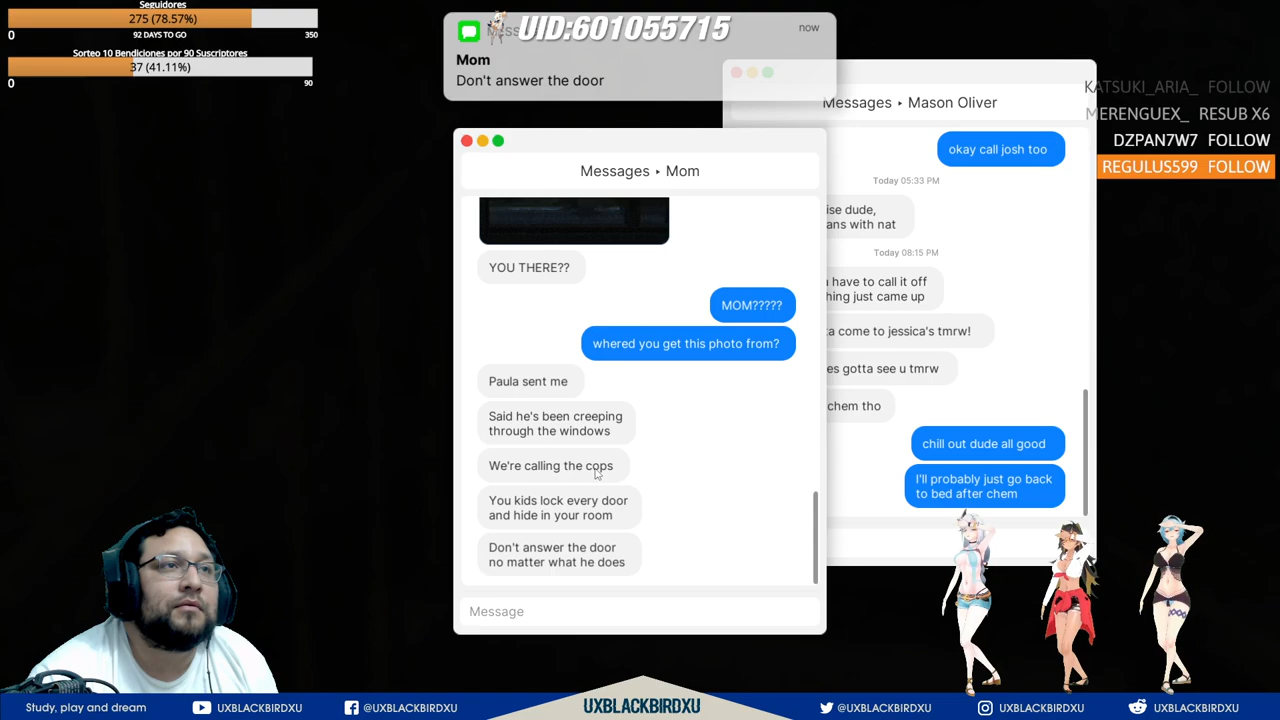 Seguidores
275 (78.57%)
0 92 DAYS TO GO 350
Sorteo 10 Bendiciones por 90 Suscriptores
37 (41.11%)
0 90
UID:601055715
now
Mom
Don't answer the door
Messages ‣ Mason Oliver
okay call josh too
Today 05:33 PM
ise dude,
ans with nat
Today 08:15 PM
have to call it off
hing just came up
ta come to jessica's tmrw!
es gotta see u tmrw
chem tho
chill out dude all good
I'll probably just go back
to bed after chem
Messages ‣ Mom
YOU THERE??
MOM?????
whered you get this photo from?
Paula sent me
Said he's been creeping
through the windows
We're calling the cops
You kids lock every door
and hide in your room
Don't answer the door
no matter what he does
Message
KATSUKI_ARIA_ FOLLOW
MERENGUEX_ RESUB X6
DZPAN7W7 FOLLOW
REGULUS599 FOLLOW
Study, play and dream
UXBLACKBIRDXU
@UXBLACKBIRDXU
UXBLACKBIRDXU
@UXBLACKBIRDXU
UXBLACKBIRDXU
UXBLACKBIRDXU